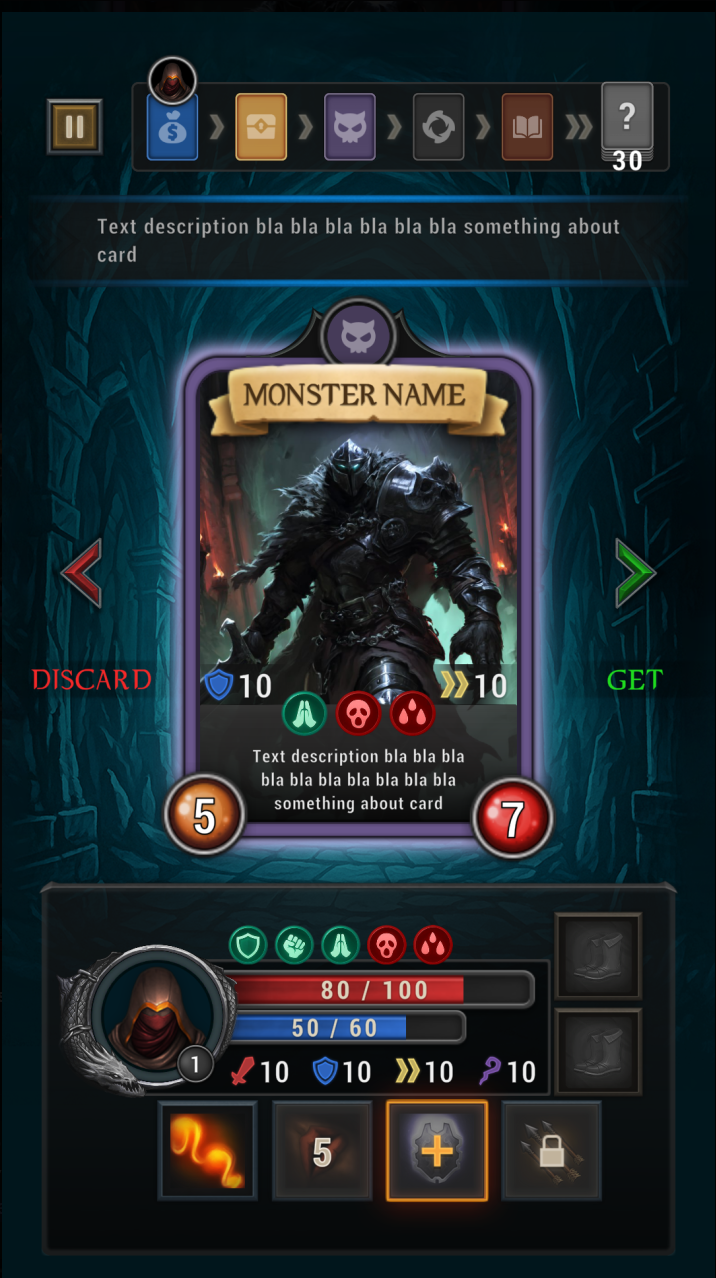 ?
30
Text description bla bla bla bla bla bla something about
card
MONSTER NAME
DISCARD
GET
10
10
Text description bla bla bla
bla bla bla bla bla bla bla
something about card
5
7
80 / 100
50 / 60
1
10
10
10
10
5